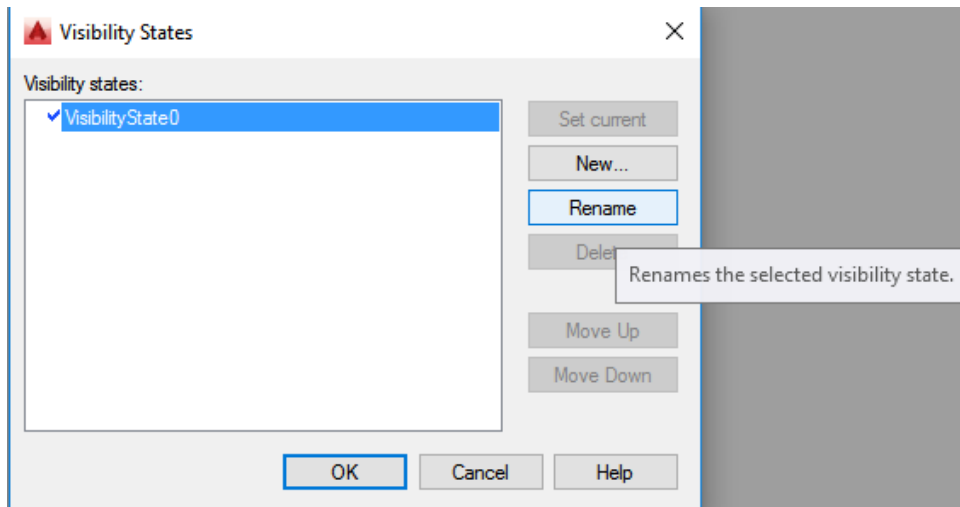 Visibility States
Visibility states:
VisibilityState0
Set current
New...
Rename
Renames the selected visibility state.
Move Up
Move Down
OK Cancel Help